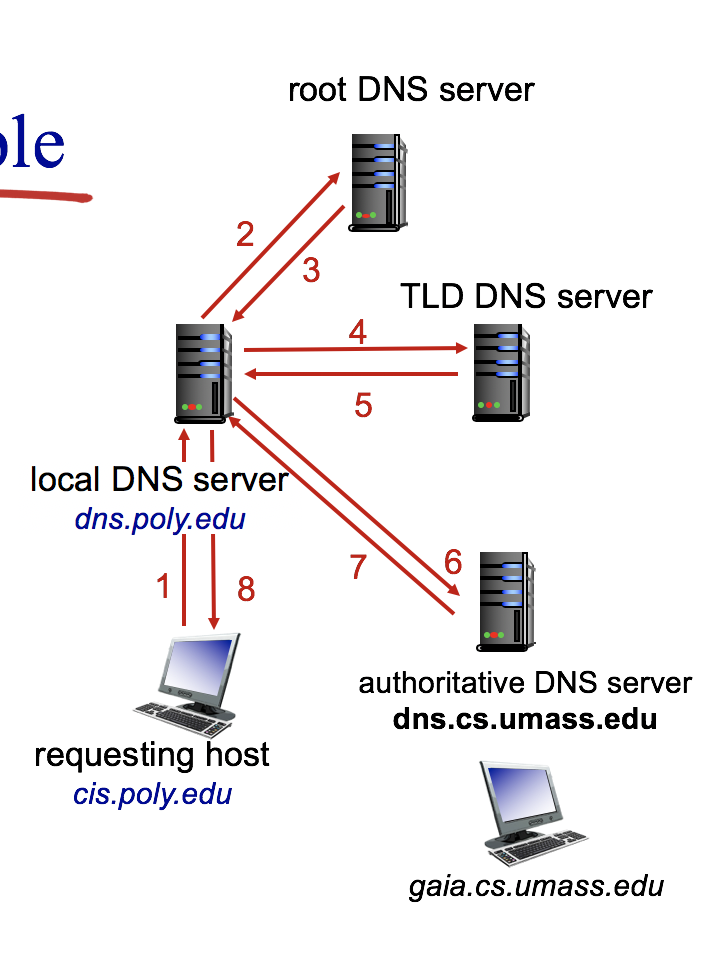 root DNS server
2
3
TLD DNS server
4
5
local DNS server
dns.poly.edu
1
8
7
6
authoritative DNS server
dns.cs.umass.edu
requesting host
cis.poly.edu
gaia.cs.umass.edu